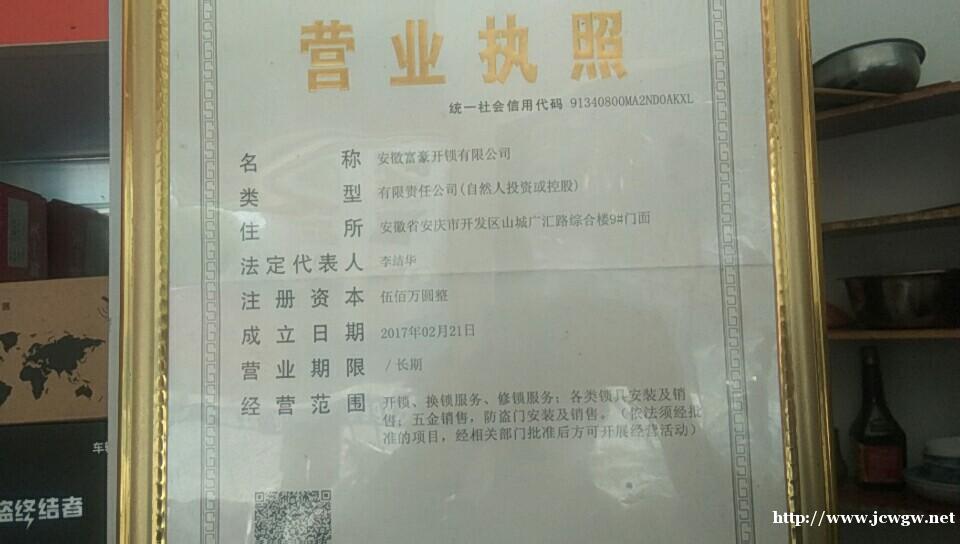 营业执照
统一社会信用代码 91340800MA2ND0AKXL
名称 安徽富豪开锁有限公司
类型 有限责任公司(自然人投资或控股)
住所 安徽省安庆市开发区山城广汇路综合楼9#门面
法定代表人 李结华
注册资本 伍佰万圆整
成立日期 2017年02月21日
营业期限 / 长期
经营范围 开锁、换锁服务、修锁服务；各类锁具安装及销
售；五金销售，防盗门安装及销售。（依法须经批
准的项目，经相关部门批准后方可开展经营活动）
车
盗终结者
http://www.jcwgw.net